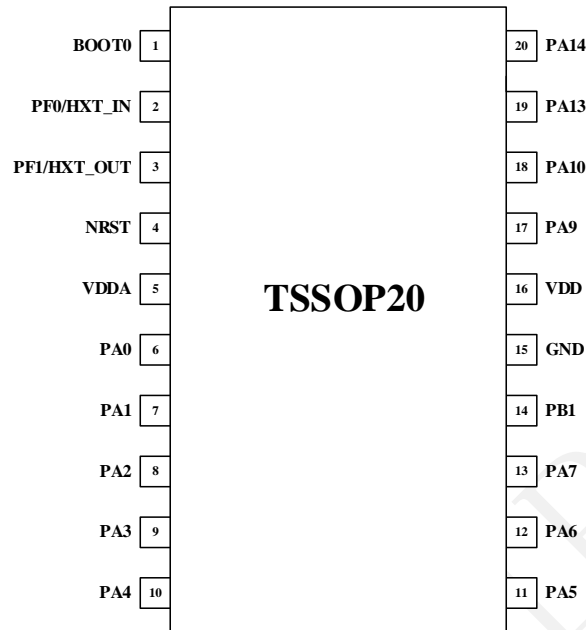 BOOT0 1 20 PA14
PF0/HXT_IN 2 19 PA13
PF1/HXT_OUT 3 18 PA10
NRST 4 17 PA9
VDDA 5 16 VDD
TSSOP20
PA0 6 15 GND
PA1 7 14 PB1
PA2 8 13 PA7
PA3 9 12 PA6
PA4 10 11 PA5